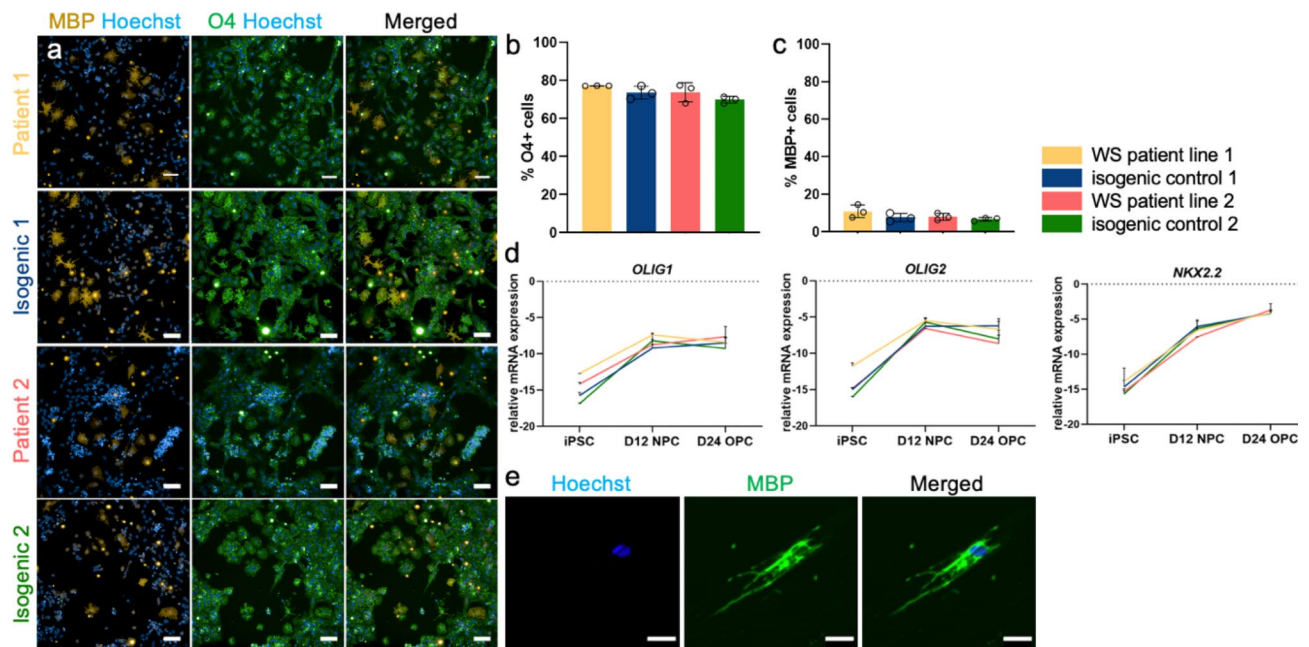 MBP Hoechst
O4 Hoechst
Merged
a
Patient 1
Isogenic 1
Patient 2
Isogenic 2
b
% O4+ cells
100
80
60
40
20
0
c
% MBP+ cells
100
80
60
40
20
0
WS patient line 1
isogenic control 1
WS patient line 2
isogenic control 2
d
OLIG1
relative mRNA expression
0
-5
-10
-15
-20
iPSC
D12 NPC
D24 OPC
OLIG2
relative mRNA expression
0
-5
-10
-15
-20
iPSC
D12 NPC
D24 OPC
NKX2.2
relative mRNA expression
0
-5
-10
-15
-20
iPSC
D12 NPC
D24 OPC
e
Hoechst
MBP
Merged